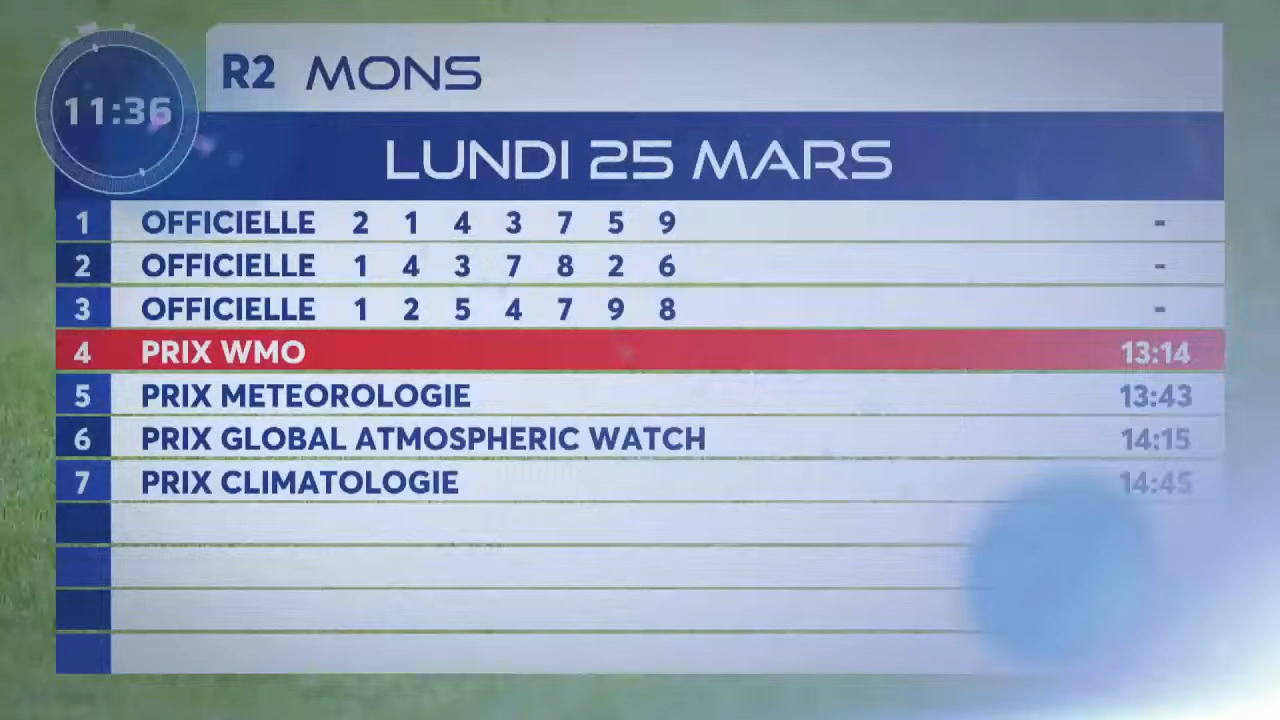 11:36
R2 MONS
LUNDI 25 MARS
1 OFFICIELLE 2 1 4 3 7 5 9 -
2 OFFICIELLE 1 4 3 7 8 2 6 -
3 OFFICIELLE 1 2 5 4 7 9 8 -
4 PRIX WMO 13:14
5 PRIX METEOROLOGIE 13:43
6 PRIX GLOBAL ATMOSPHERIC WATCH 14:15
7 PRIX CLIMATOLOGIE 14:45